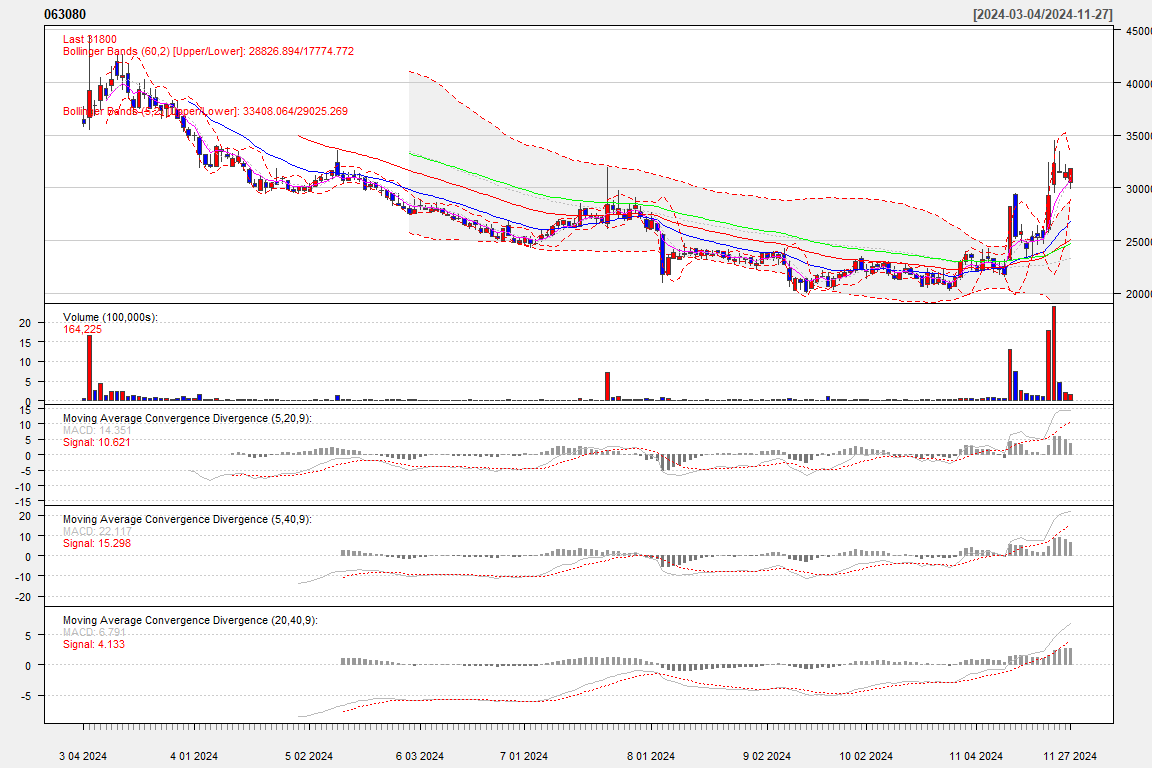 063080 [2024-03-04/2024-11-27]
Last 31800
Bollinger Bands (60,2) [Upper/Lower]: 28826.894/17774.772
Bollinger Bands (5,2) [Upper/Lower]: 33408.064/29025.269
45000
40000
35000
30000
25000
20000
Volume (100,000s):
164,225
20
15
10
5
0
Moving Average Convergence Divergence (5,20,9):
MACD: 14.351
Signal: 10.621
15
10
5
0
-5
-10
-15
Moving Average Convergence Divergence (5,40,9):
MACD: 22.117
Signal: 15.298
20
10
0
-10
-20
Moving Average Convergence Divergence (20,40,9):
MACD: 6.791
Signal: 4.133
5
0
-5
3 04 2024 4 01 2024 5 02 2024 6 03 2024 7 01 2024 8 01 2024 9 02 2024 10 02 2024 11 04 2024 11 27 2024